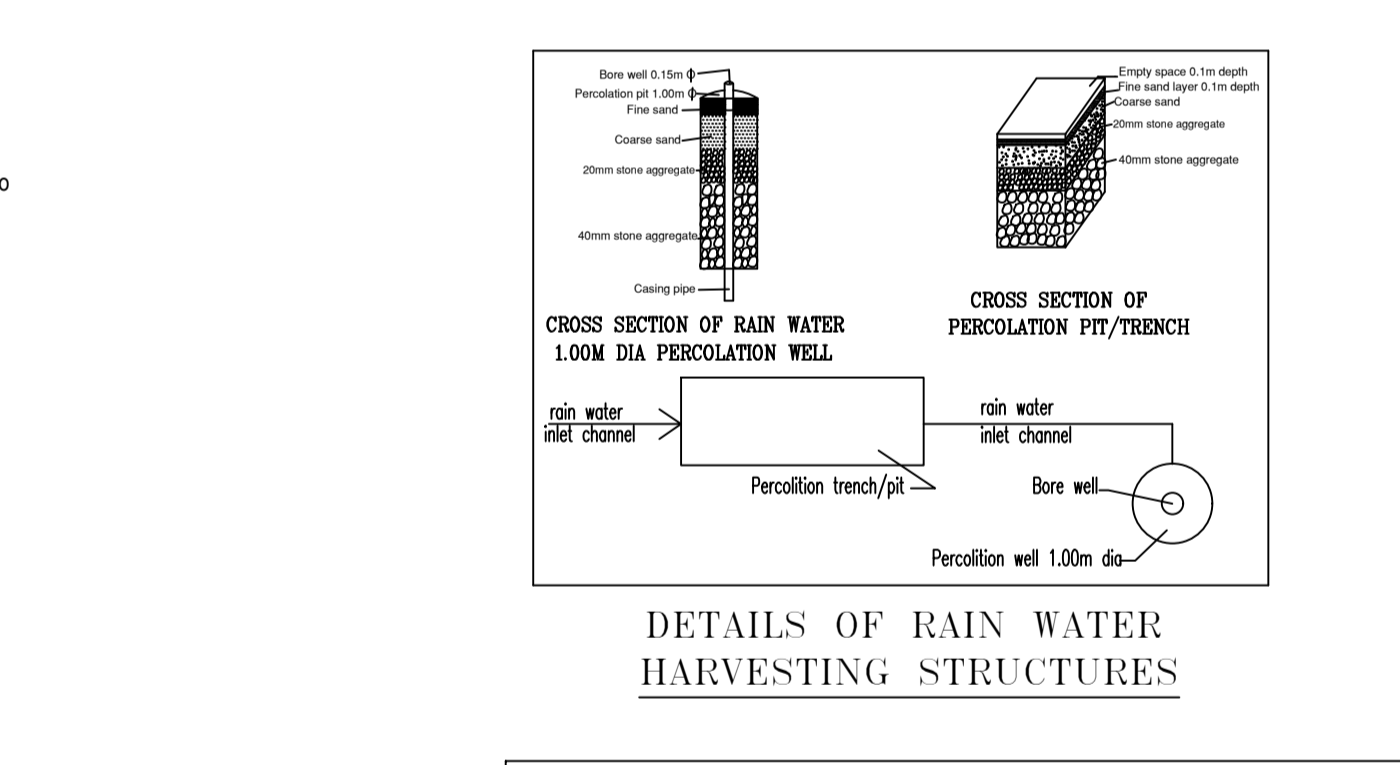 Bore well 0.15m ϕ
Percolation pit 1.00m ϕ
Fine sand
Coarse sand
20mm stone aggregate
40mm stone aggregate
Casing pipe
CROSS SECTION OF RAIN WATER
1.00M DIA PERCOLATION WELL
Empty space 0.1m depth
Fine sand layer 0.1m depth
Coarse sand
20mm stone aggregate
40mm stone aggregate
CROSS SECTION OF
PERCOLATION PIT/TRENCH
rain water
inlet channel
Percolition trench/pit
rain water
inlet channel
Bore well
Percolition well 1.00m dia
DETAILS OF RAIN WATER
HARVESTING STRUCTURES